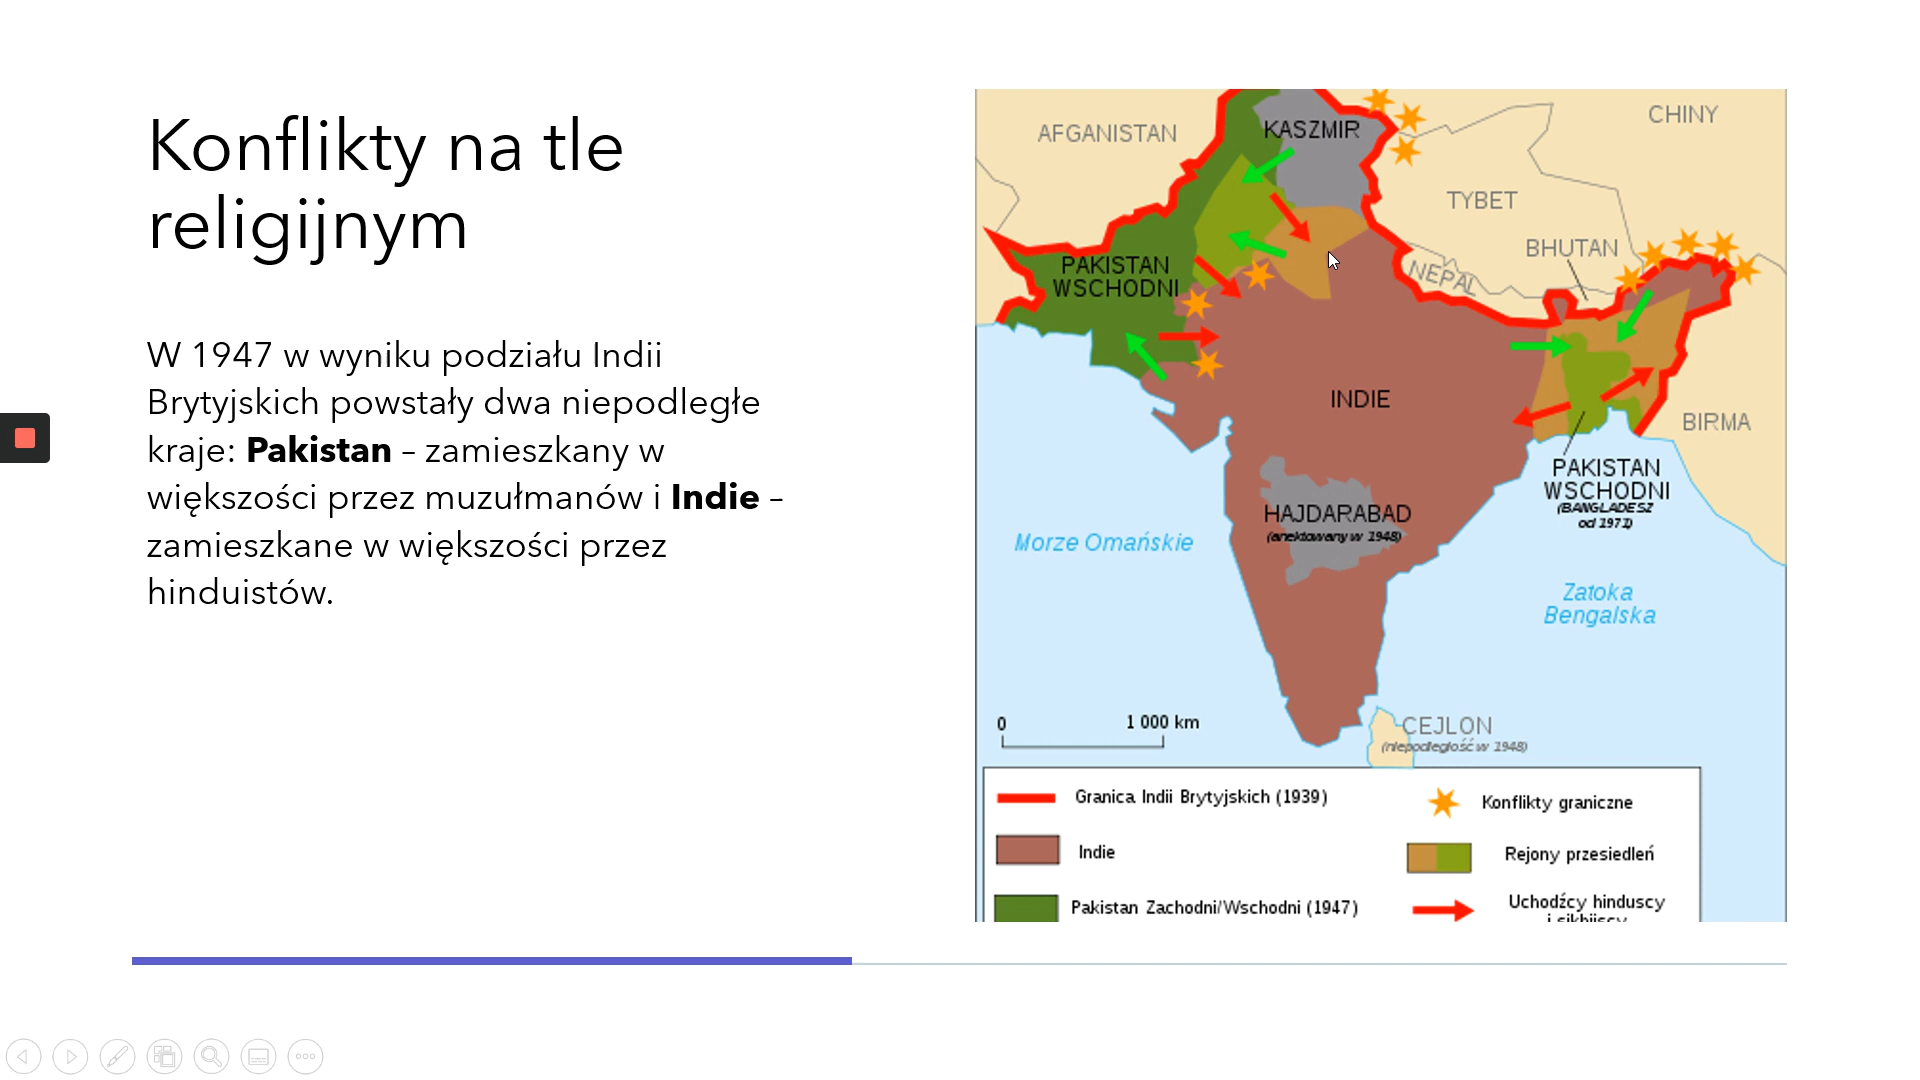 Konflikty na tle
religijnym
W 1947 w wyniku podziału Indii
Brytyjskich powstały dwa niepodległe
kraje: Pakistan – zamieszkany w
większości przez muzułmanów i Indie –
zamieszkane w większości przez
hinduistów.
AFGANISTAN
KASZMIR
CHINY
TYBET
BHUTAN
NEPAL
PAKISTAN
WSCHODNI
INDIE
BIRMA
PAKISTAN
WSCHODNI
(BANGLADESZ
od 1971)
HAJDARABAD
(anektowany w 1948)
Morze Omańskie
Zatoka
Bengalska
0 1 000 km
CEJLON
(niepodległość w 1948)
Granica Indii Brytyjskich (1939)
Konflikty graniczne
Indie
Rejony przesiedleń
Pakistan Zachodni/Wschodni (1947)
Uchodźcy hinduscy
i sikhijscy